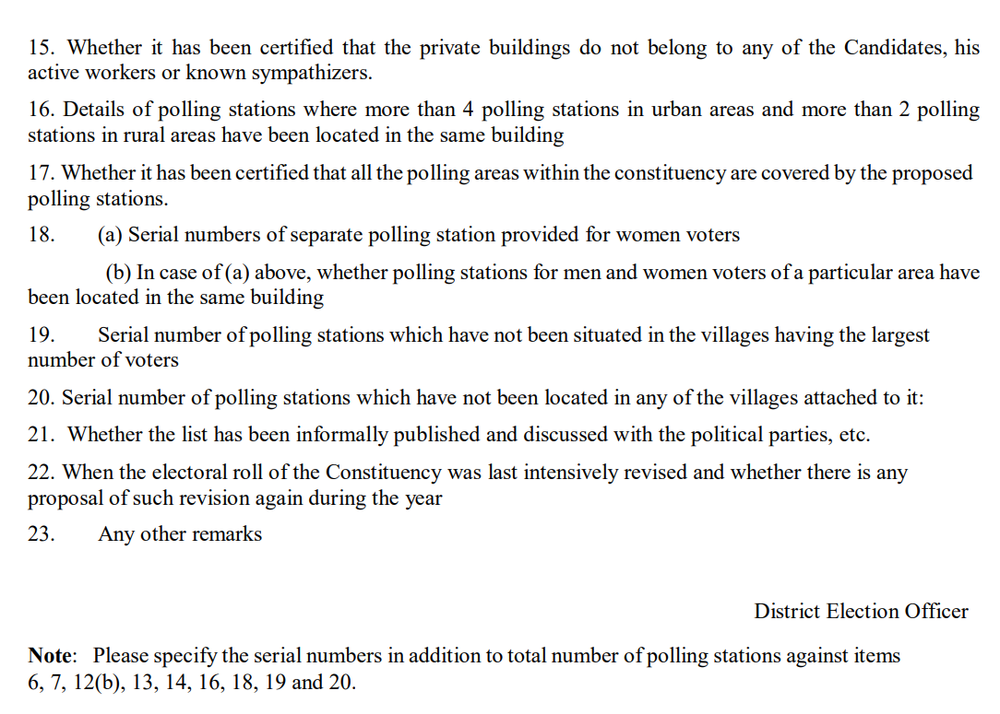 15. Whether it has been certified that the private buildings do not belong to any of the Candidates, his
active workers or known sympathizers.
16. Details of polling stations where more than 4 polling stations in urban areas and more than 2 polling
stations in rural areas have been located in the same building
17. Whether it has been certified that all the polling areas within the constituency are covered by the proposed
polling stations.
18. (a) Serial numbers of separate polling station provided for women voters
(b) In case of (a) above, whether polling stations for men and women voters of a particular area have
been located in the same building
19. Serial number of polling stations which have not been situated in the villages having the largest
number of voters
20. Serial number of polling stations which have not been located in any of the villages attached to it:
21. Whether the list has been informally published and discussed with the political parties, etc.
22. When the electoral roll of the Constituency was last intensively revised and whether there is any
proposal of such revision again during the year
23. Any other remarks
District Election Officer
Note: Please specify the serial numbers in addition to total number of polling stations against items
6, 7, 12(b), 13, 14, 16, 18, 19 and 20.